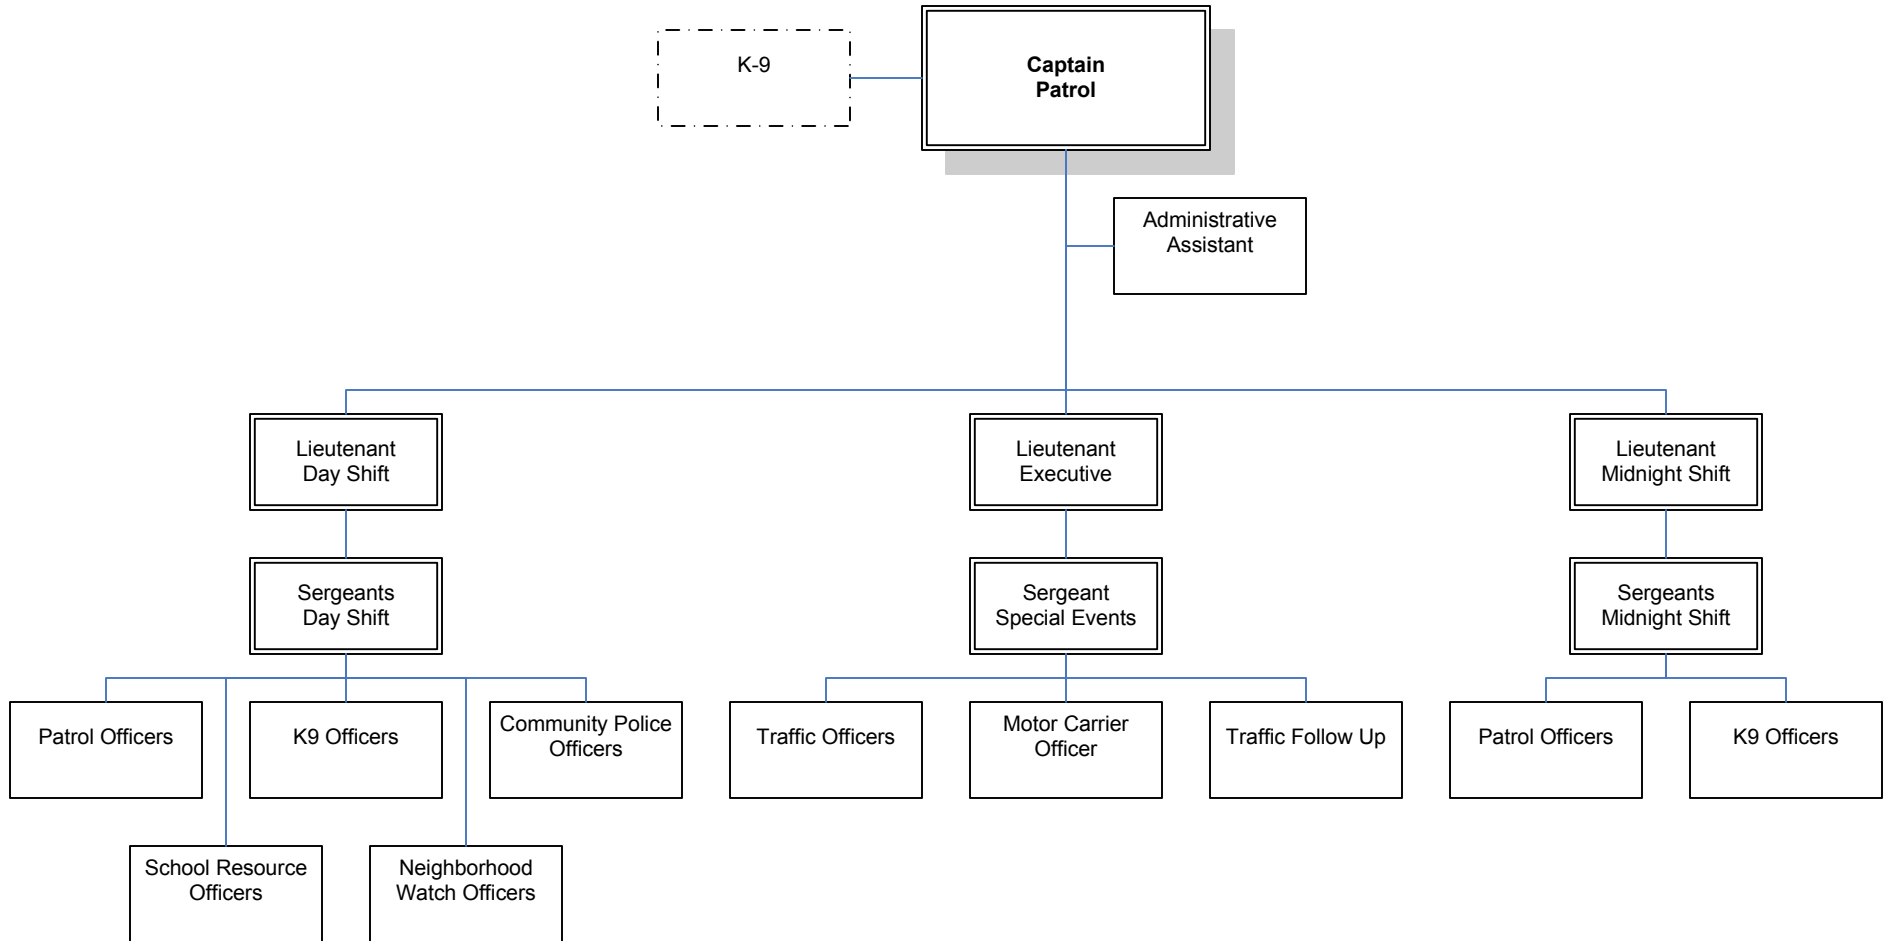 K-9
Captain
Patrol
Administrative
Assistant
Lieutenant
Day Shift
Lieutenant
Executive
Lieutenant
Midnight Shift
Sergeants
Day Shift
Sergeant
Special Events
Sergeants
Midnight Shift
Patrol Officers
K9 Officers
Community Police
Officers
Traffic Officers
Motor Carrier
Officer
Traffic Follow Up
Patrol Officers
K9 Officers
School Resource
Officers
Neighborhood
Watch Officers